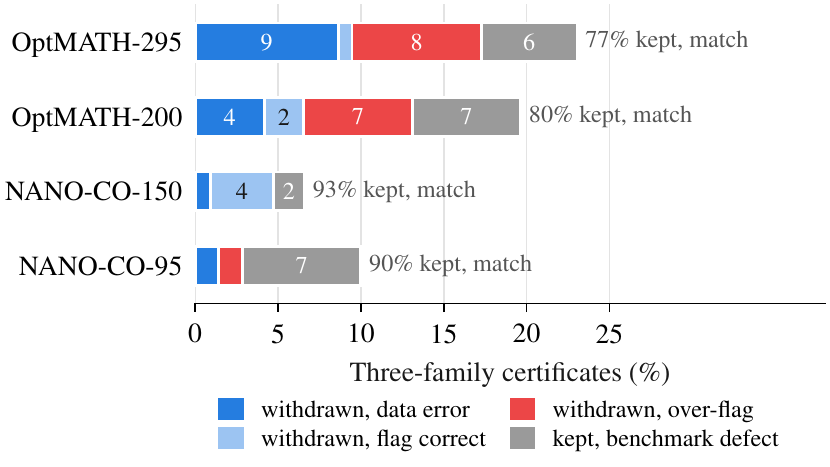 OptMATH-295 9 8 6 77% kept, match
OptMATH-200 4 2 7 7 80% kept, match
NANO-CO-150 4 2 93% kept, match
NANO-CO-95 7 90% kept, match
0 5 10 15 20 25
Three-family certificates (%)
withdrawn, data error withdrawn, over-flag
withdrawn, flag correct kept, benchmark defect